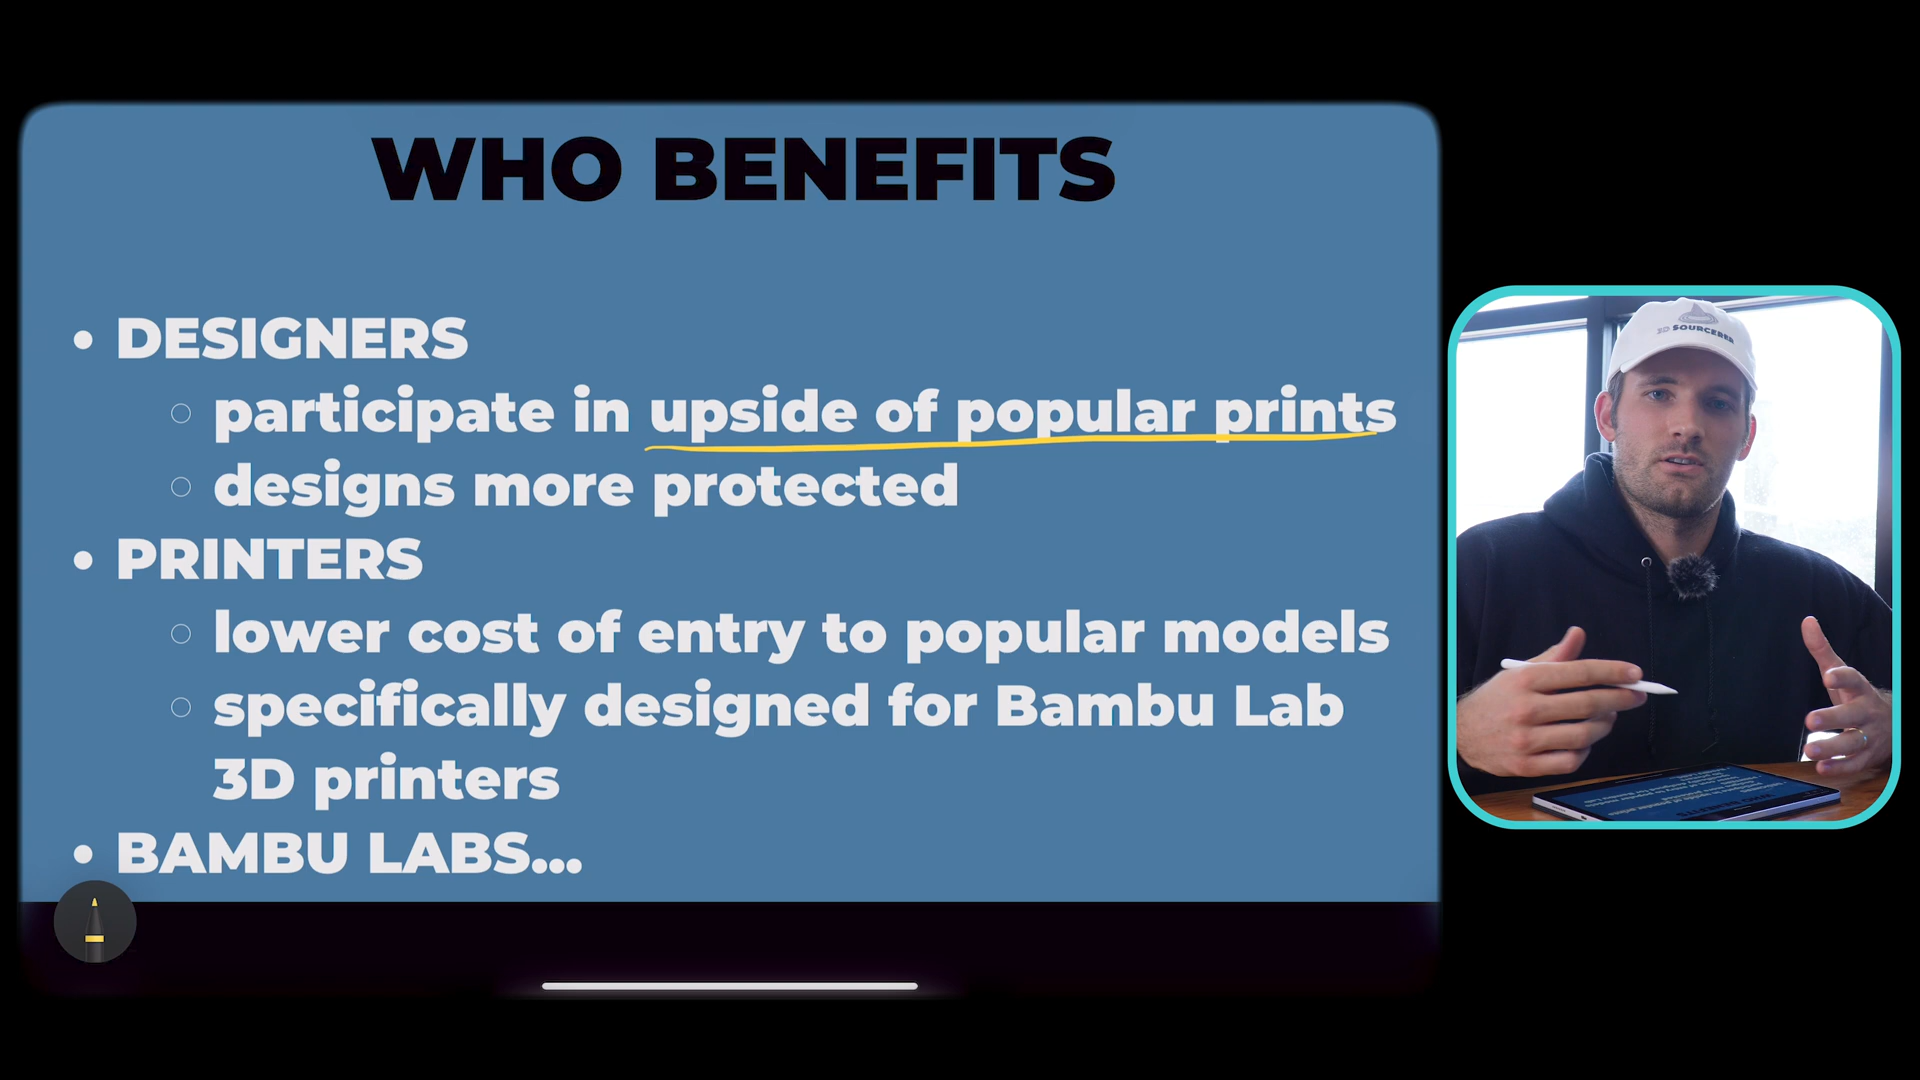 WHO BENEFITS
• DESIGNERS
○ participate in upside of popular prints
○ designs more protected
• PRINTERS
○ lower cost of entry to popular models
○ specifically designed for Bambu Lab
3D printers
• BAMBU LABS...
3D SOURCERER